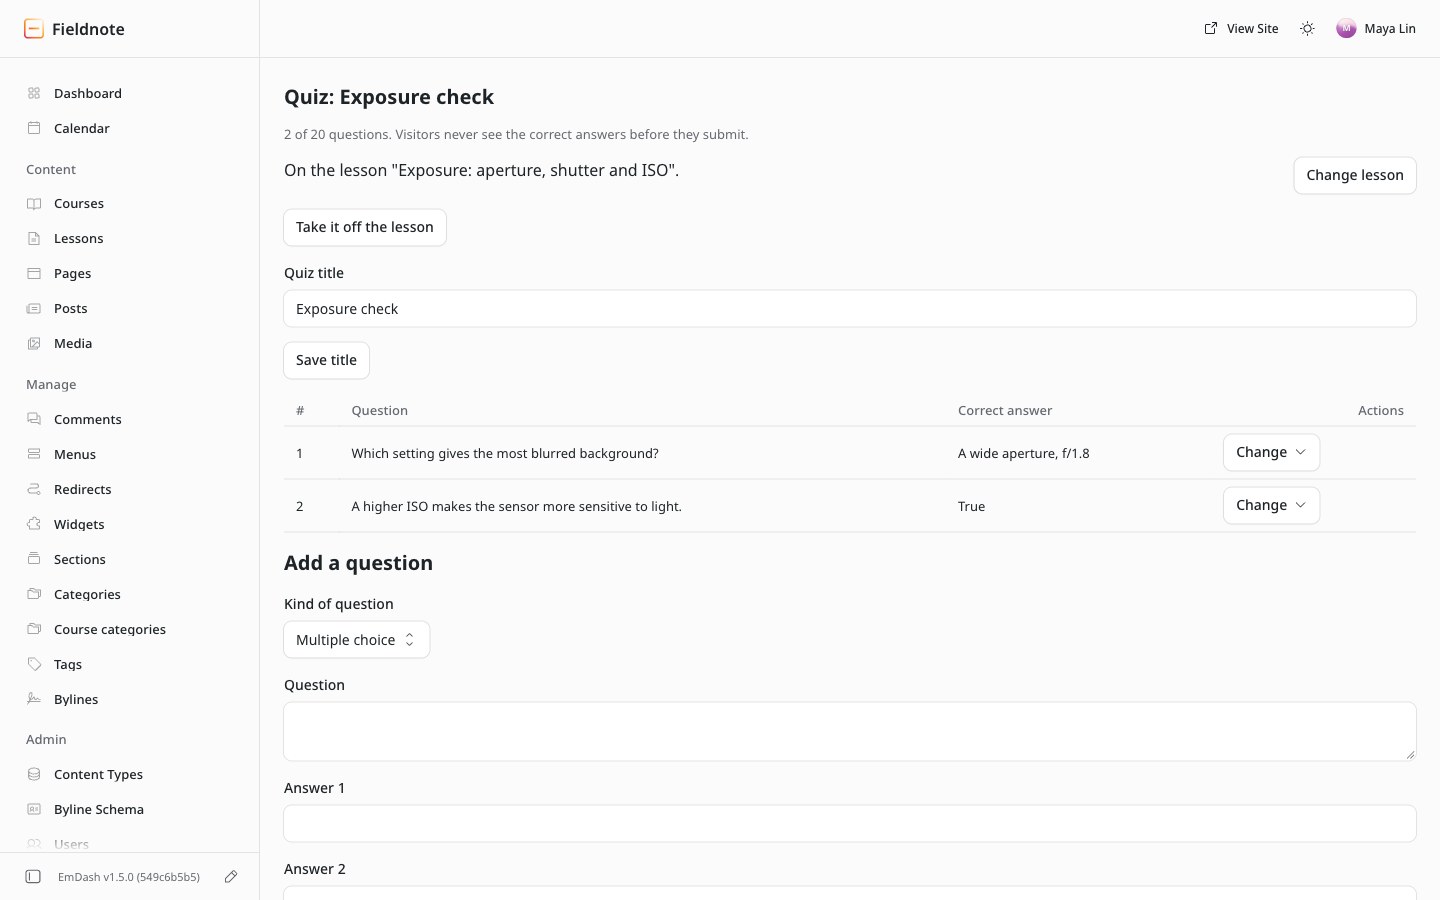 Fieldnote
View Site
M
Maya Lin
Dashboard
Calendar
Content
Courses
Lessons
Pages
Posts
Media
Manage
Comments
Menus
Redirects
Widgets
Sections
Categories
Course categories
Tags
Bylines
Admin
Content Types
Byline Schema
Users
EmDash v1.5.0 (549c6b5b5)
Quiz: Exposure check
2 of 20 questions. Visitors never see the correct answers before they submit.
On the lesson "Exposure: aperture, shutter and ISO".
Change lesson
Take it off the lesson
Quiz title
Exposure check
Save title
# Question Correct answer Actions
1 Which setting gives the most blurred background? A wide aperture, f/1.8 Change
2 A higher ISO makes the sensor more sensitive to light. True Change
Add a question
Kind of question
Multiple choice
Question
Answer 1
Answer 2